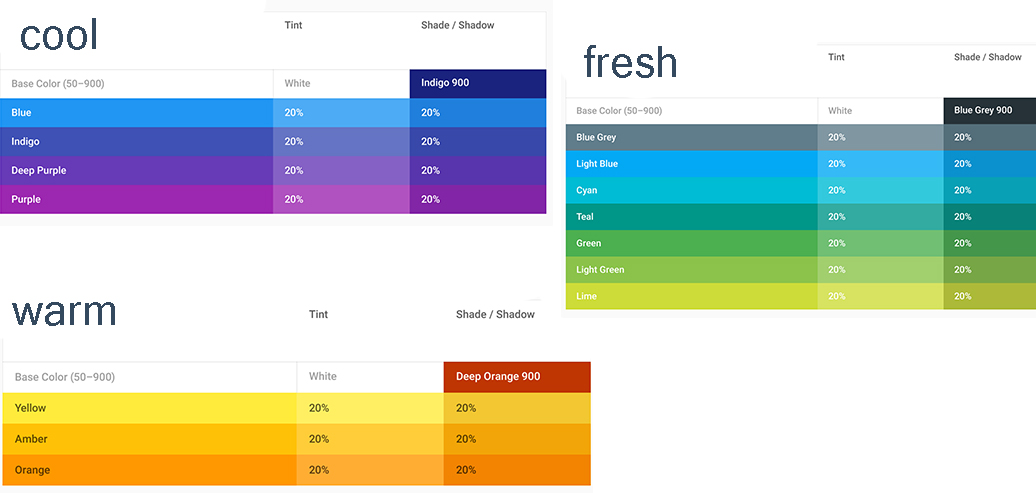 cool
Tint Shade / Shadow
Base Color (50–900) White Indigo 900
Blue 20% 20%
Indigo 20% 20%
Deep Purple 20% 20%
Purple 20% 20%
fresh
Tint Shade / Shadow
Base Color (50–900) White Blue Grey 900
Blue Grey 20% 20%
Light Blue 20% 20%
Cyan 20% 20%
Teal 20% 20%
Green 20% 20%
Light Green 20% 20%
Lime 20% 20%
warm
Tint Shade / Shadow
Base Color (50–900) White Deep Orange 900
Yellow 20% 20%
Amber 20% 20%
Orange 20% 20%